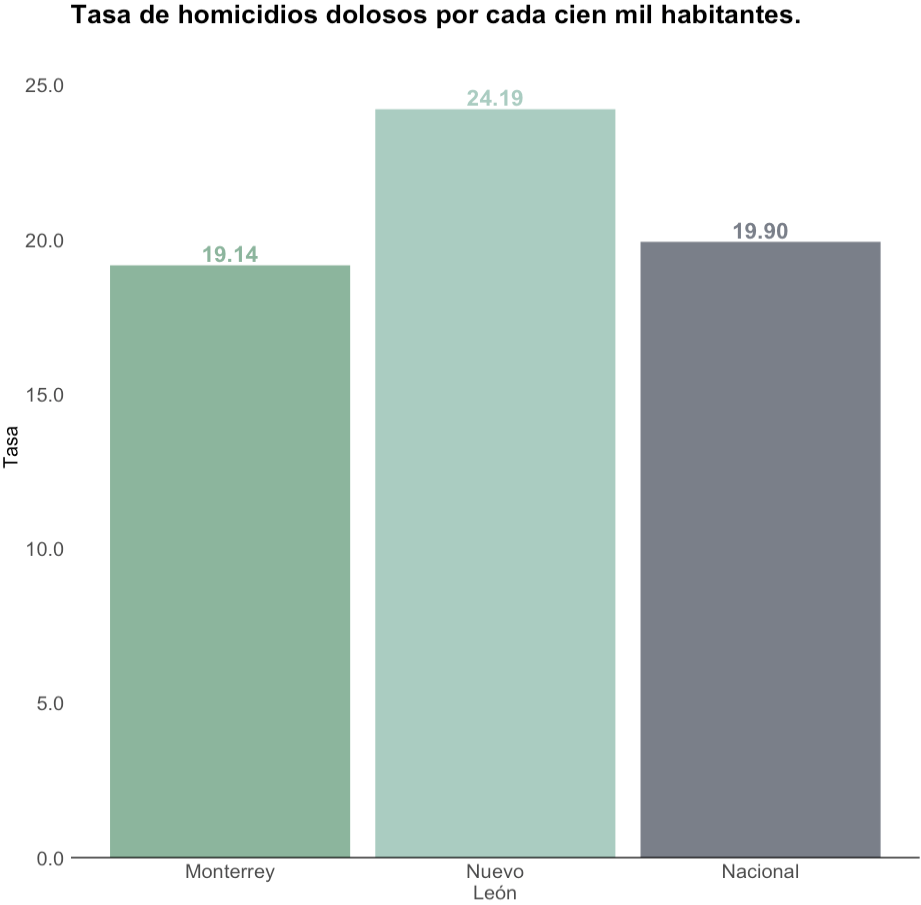 Tasa de homicidios dolosos por cada cien mil habitantes.
25.0
24.19
20.0
19.14
19.90
15.0
Tasa
10.0
5.0
0.0
Monterrey
Nuevo
León
Nacional